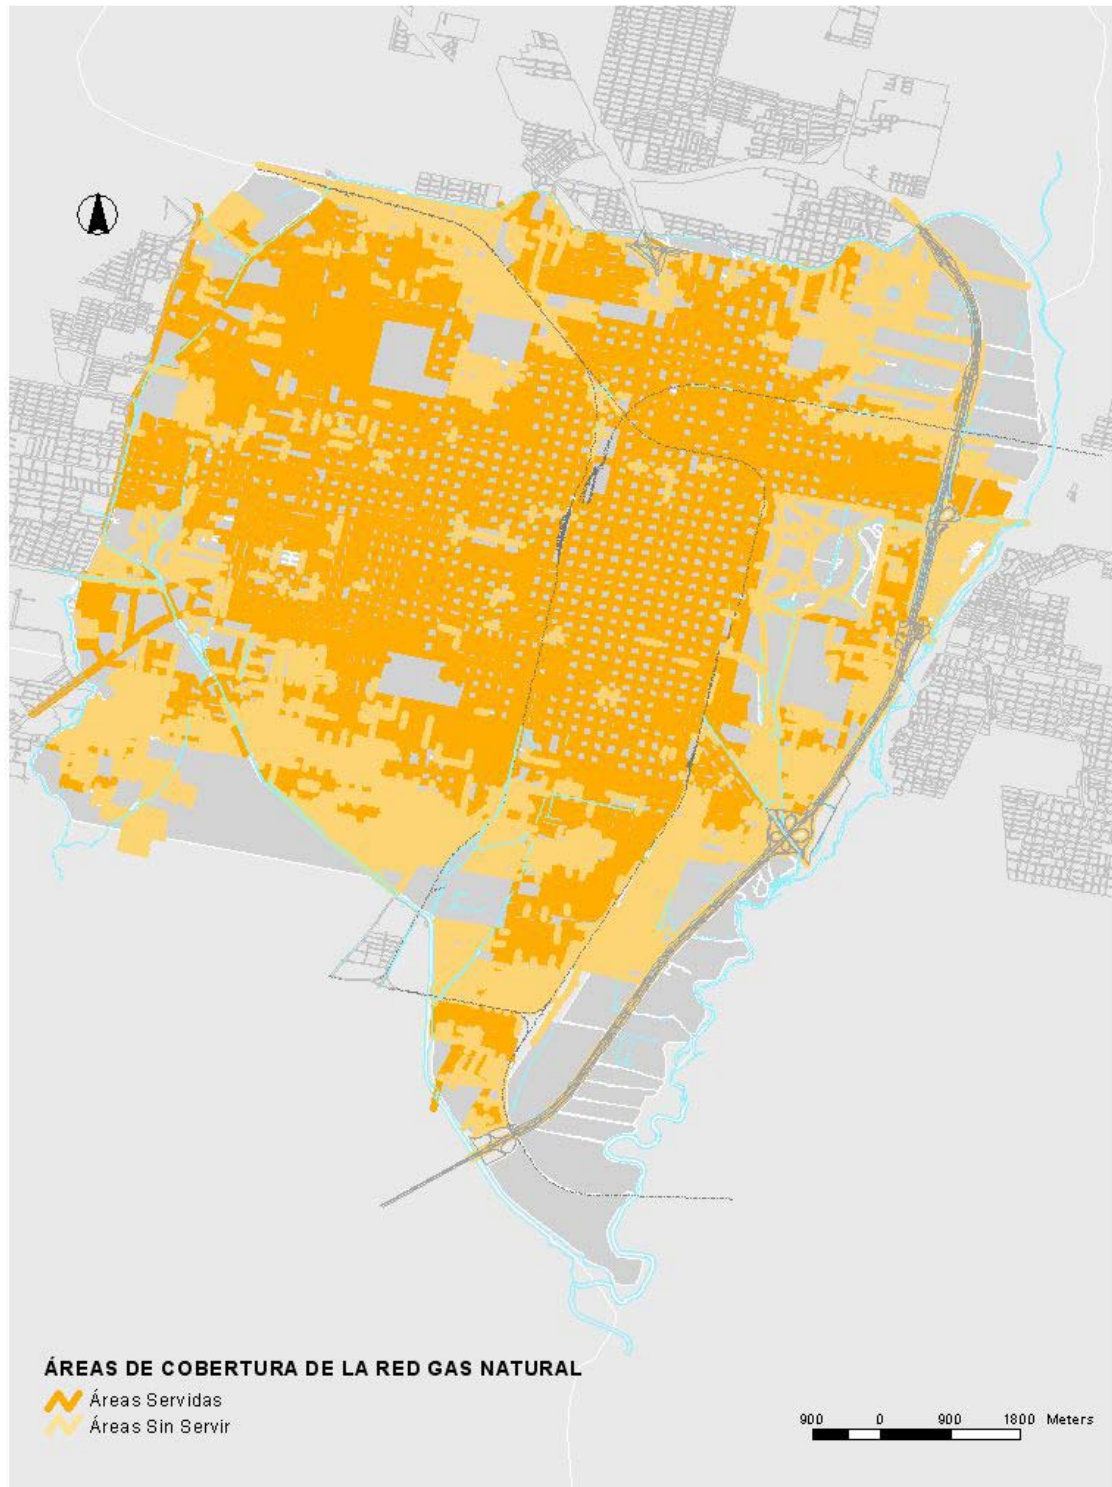 ÁREAS DE COBERTURA DE LA RED GAS NATURAL
Áreas Servidas
Áreas Sin Servir
900 0 900 1800 Meters